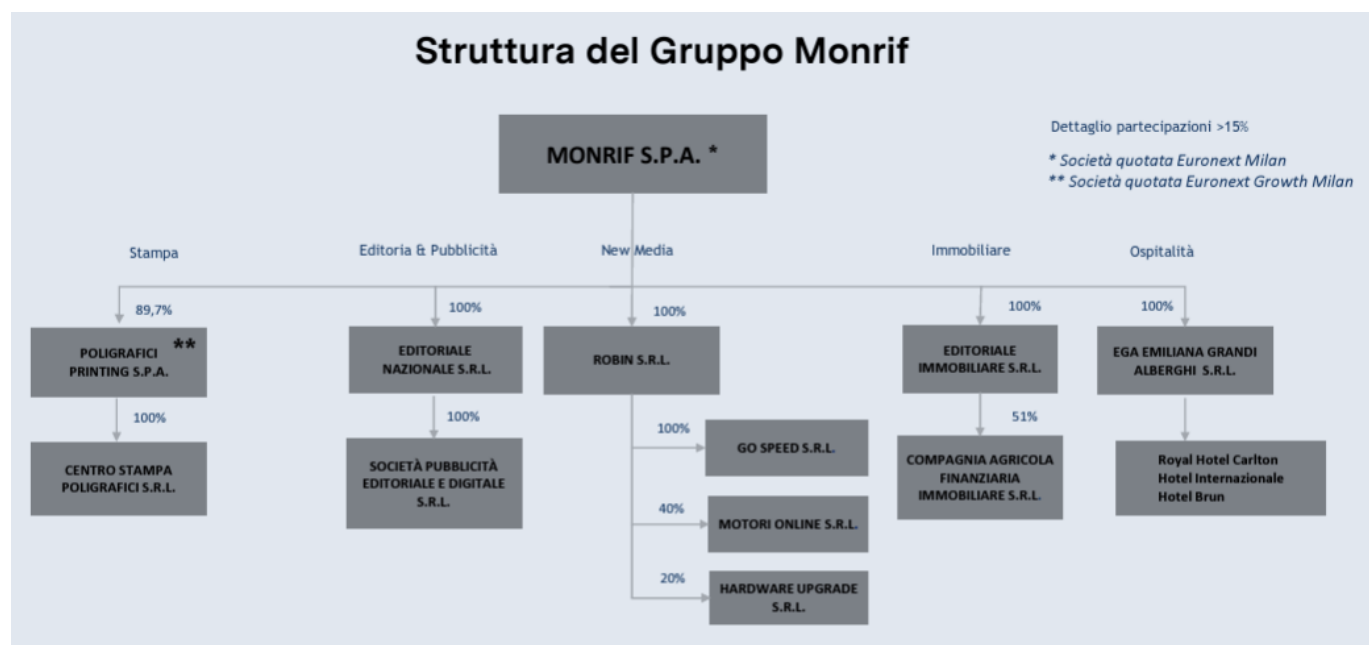 Struttura del Gruppo Monrif
MONRIF S.P.A. *
Dettaglio partecipazioni >15%
* Società quotata Euronext Milan
** Società quotata Euronext Growth Milan
Stampa
Editoria & Pubblicità
New Media
Immobiliare
Ospitalità
89,7%
100%
100%
100%
100%
POLIGRAFICI **
PRINTING S.P.A.
EDITORIALE
NAZIONALE S.R.L.
ROBIN S.R.L.
EDITORIALE
IMMOBILIARE S.R.L.
EGA EMILIANA GRANDI
ALBERGHI S.R.L.
100%
100%
51%
CENTRO STAMPA
POLIGRAFICI S.R.L.
SOCIETÀ PUBBLICITÀ
EDITORIALE E DIGITALE
S.R.L.
100%
GO SPEED S.R.L.
40%
MOTORI ONLINE S.R.L.
20%
HARDWARE UPGRADE
S.R.L.
COMPAGNIA AGRICOLA
FINANZIARIA
IMMOBILIARE S.R.L.
Royal Hotel Carlton
Hotel Internazionale
Hotel Brun